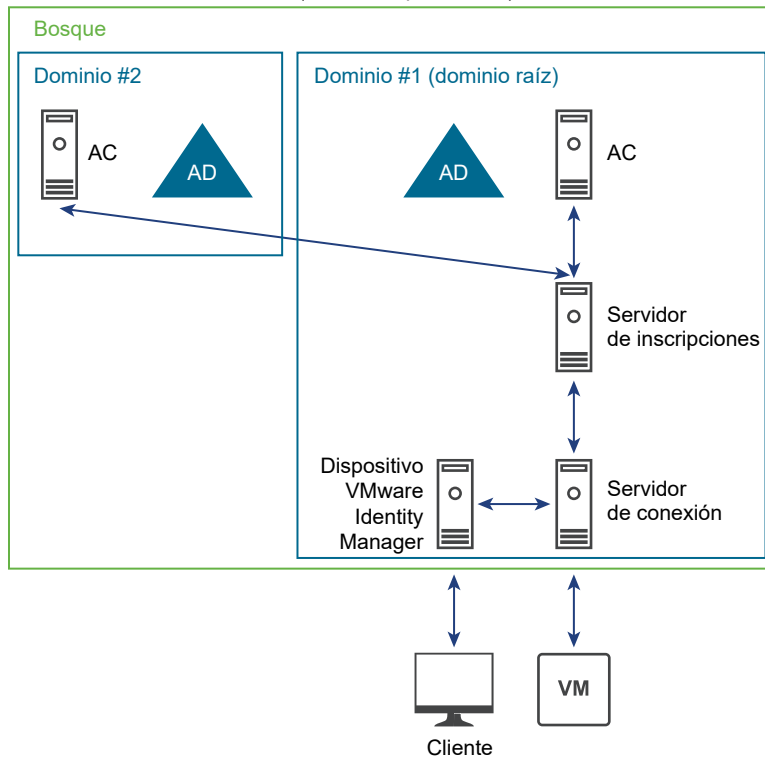 Bosque
Dominio #2
Dominio #1 (dominio raíz)
AC
AD
AD
AC
Servidor
de inscripciones
Dispositivo
VMware
Identity
Manager
Servidor
de conexión
VM
Cliente